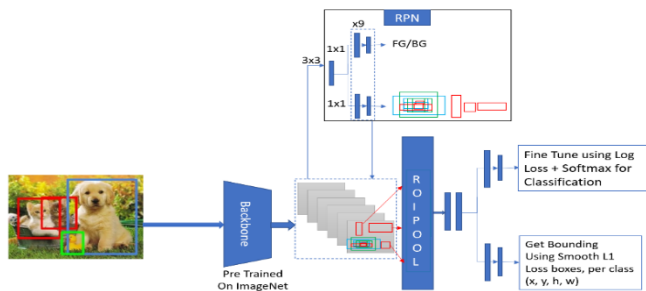 RPN
x9
1x1
FG/BG
3x3
1x1
Backbone
Pre Trained
On ImageNet
ROIPOOL
Fine Tune using Log
Loss + Softmax for
Classification
Get Bounding
Using Smooth L1
Loss boxes, per class
(x, y, h, w)